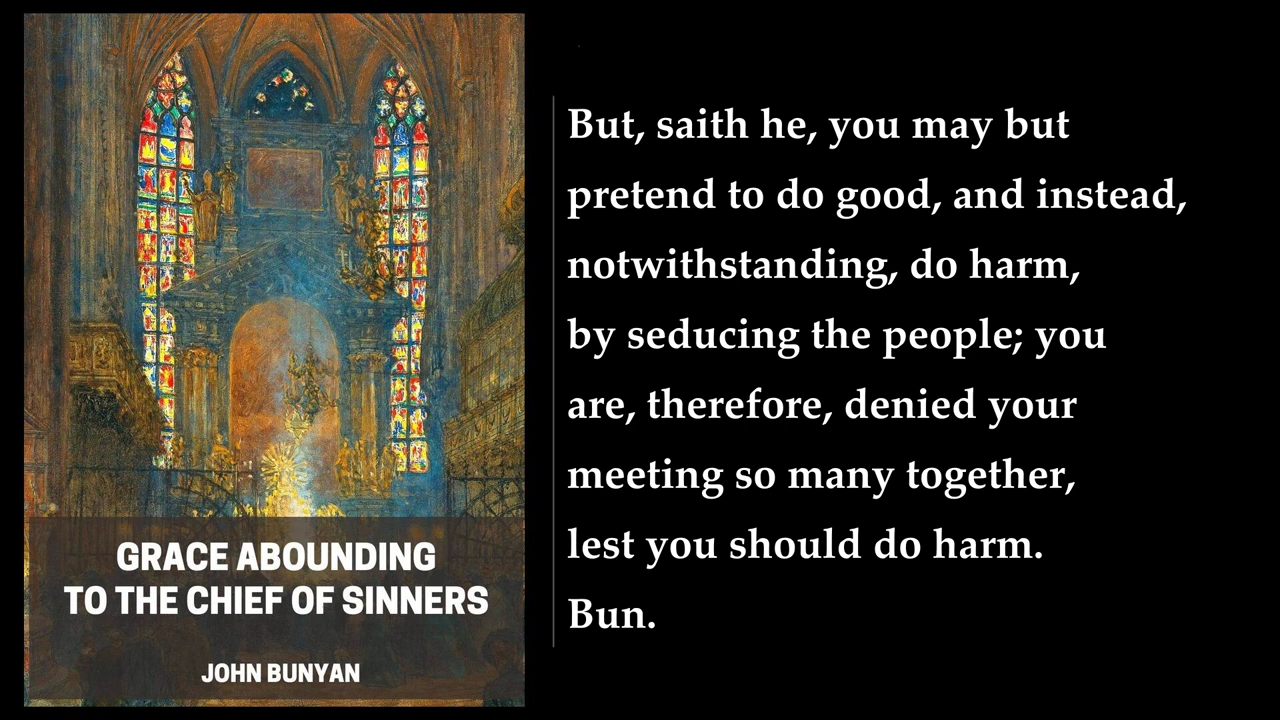 GRACE ABOUNDING
TO THE CHIEF OF SINNERS
JOHN BUNYAN
But, saith he, you may but
pretend to do good, and instead,
notwithstanding, do harm,
by seducing the people; you
are, therefore, denied your
meeting so many together,
lest you should do harm.
Bun.